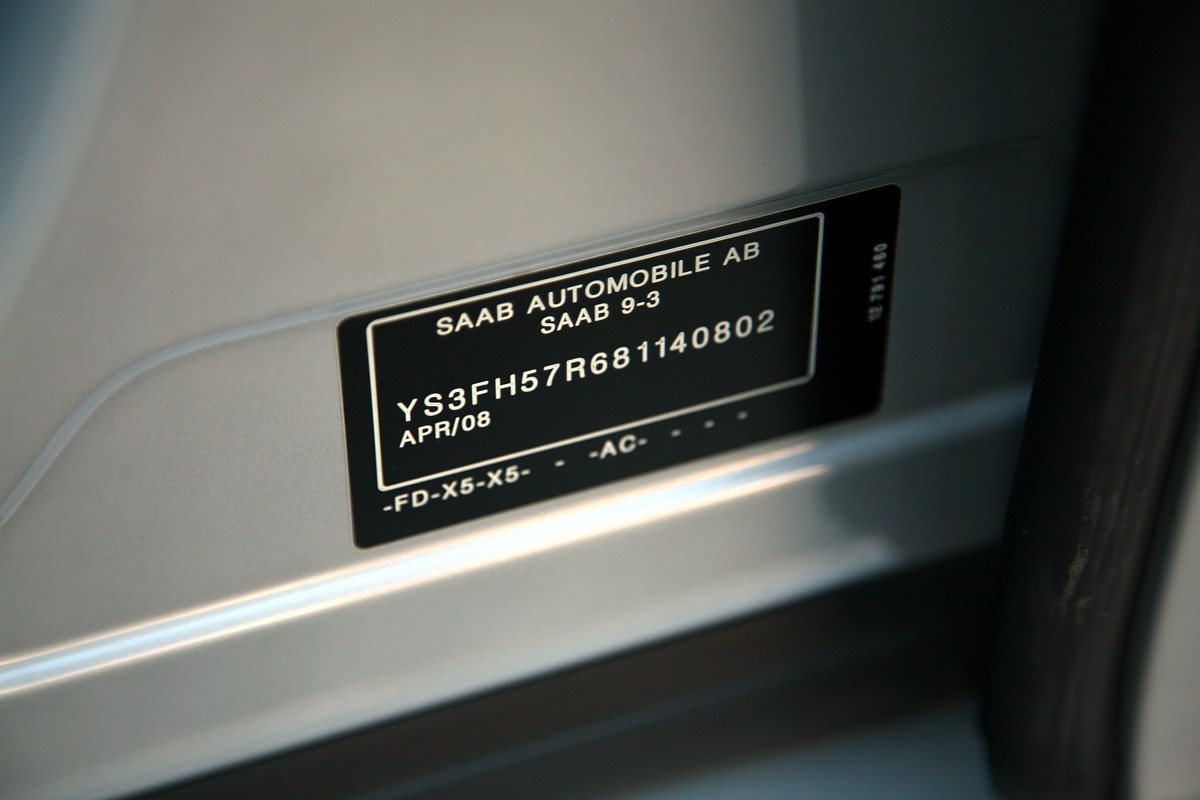 SAAB AUTOMOBILE AB
SAAB 9-3
YS3FH57R681140802
APR/08
-FD-X5-X5- - -AC- - - -
12 791 460